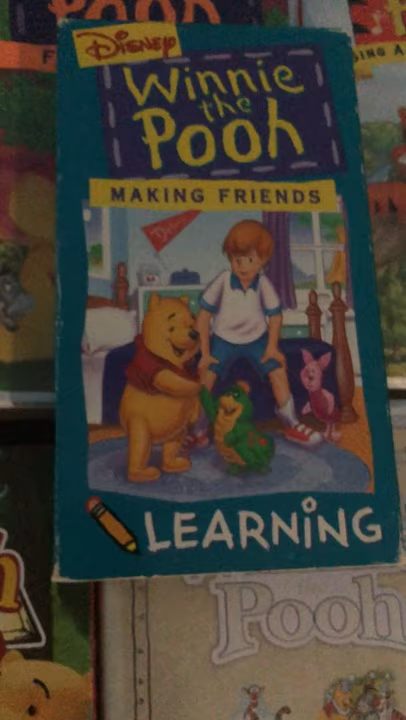 Disney
Winnie
the
Pooh
MAKING FRIENDS
LEARNING
Pooh